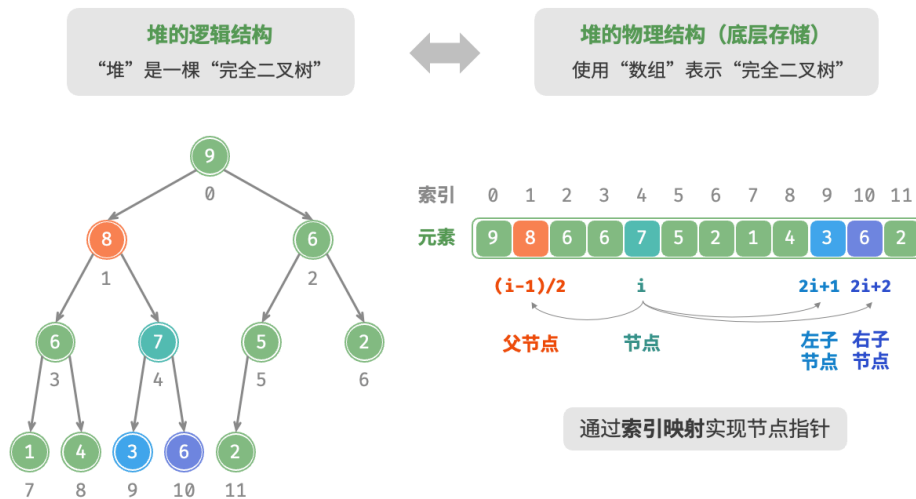 堆的逻辑结构
“堆”是一棵“完全二叉树”
堆的物理结构（底层存储）
使用“数组”表示“完全二叉树”
9
0
8
6
1
2
6
7
5
2
3
4
5
6
1
4
3
6
2
7
8
9
10
11
索引 0 1 2 3 4 5 6 7 8 9 10 11
元素 9 8 6 6 7 5 2 1 4 3 6 2
(i-1)/2 i 2i+1 2i+2
父节点 节点 左子节点 右子节点
通过索引映射实现节点指针